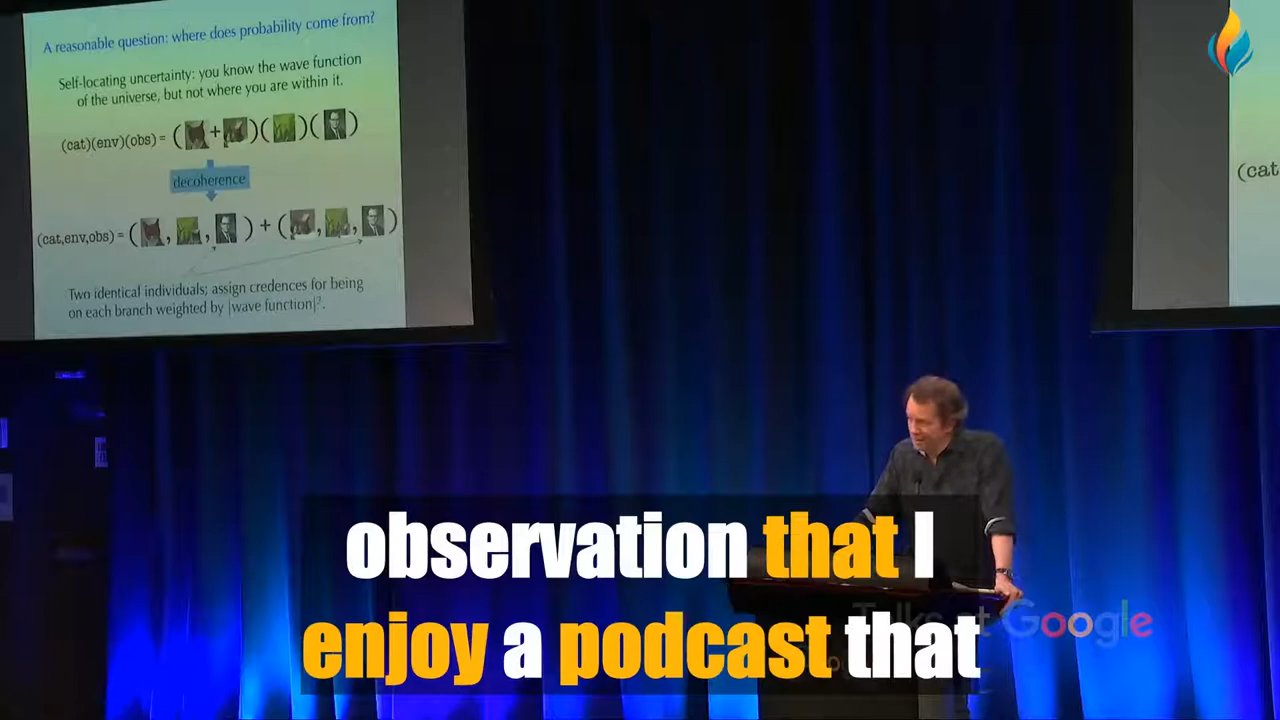 A reasonable question: where does probability come from?
Self-locating uncertainty: you know the wave function
of the universe, but not where you are within it.
(cat)(env)(obs) = ( + )( )( )
decoherence
(cat,env,obs) = ( , , ) + ( , , )
Two identical individuals; assign credences for being
on each branch weighted by |wave function|².
(cat
observation that I
enjoy a podcast that
Talks at Google